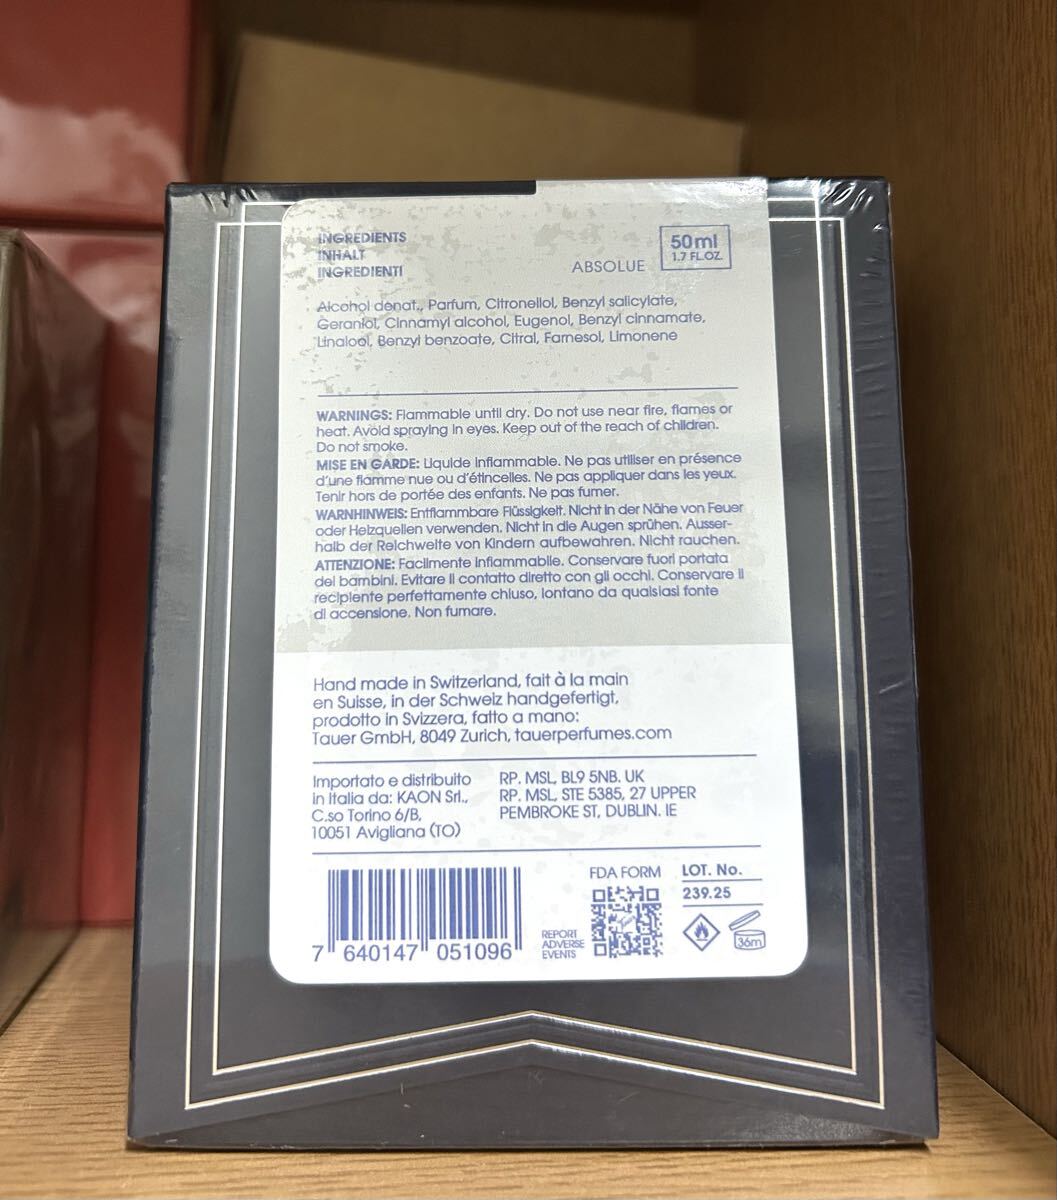 INGREDIENTS
INHALT
INGREDIENTI
ABSOLUE
50ml
1.7 FL.OZ.
Alcohol denat., Parfum, Citronellol, Benzyl salicylate,
Geraniol, Cinnamyl alcohol, Eugenol, Benzyl cinnamate,
Linalool, Benzyl benzoate, Citral, Farnesol, Limonene
WARNINGS: Flammable until dry. Do not use near fire, flames or
heat. Avoid spraying in eyes. Keep out of the reach of children.
Do not smoke.
MISE EN GARDE: Liquide inflammable. Ne pas utiliser en présence
d'une flamme nue ou d'étincelles. Ne pas appliquer dans les yeux.
Tenir hors de portée des enfants. Ne pas fumer.
WARNHINWEIS: Entflammbare Flüssigkeit. Nicht in der Nähe von Feuer
oder Heizquellen verwenden. Nicht in die Augen sprühen. Ausser-
halb der Reichweite von Kindern aufbewahren. Nicht rauchen.
ATTENZIONE: Facilmente inflammabile. Conservare fuori portata
dei bambini. Evitare il contatto diretto con gli occhi. Conservare il
recipiente perfettamente chiuso, lontano da qualsiasi fonte
di accensione. Non fumare.
Hand made in Switzerland, fait à la main
en Suisse, in der Schweiz handgefertigt,
prodotto in Svizzera, fatto a mano:
Tauer GmbH, 8049 Zurich, tauerperfumes.com
Importato e distribuito
in Italia da: KAON Srl.,
C.so Torino 6/B,
10051 Avigliana (TO)
RP. MSL, BL9 5NB. UK
RP. MSL, STE 5385, 27 UPPER
PEMBROKE ST, DUBLIN. IE
7 640147 051096
REPORT
ADVERSE
EVENTS
FDA FORM
LOT. No.
239.25
36m